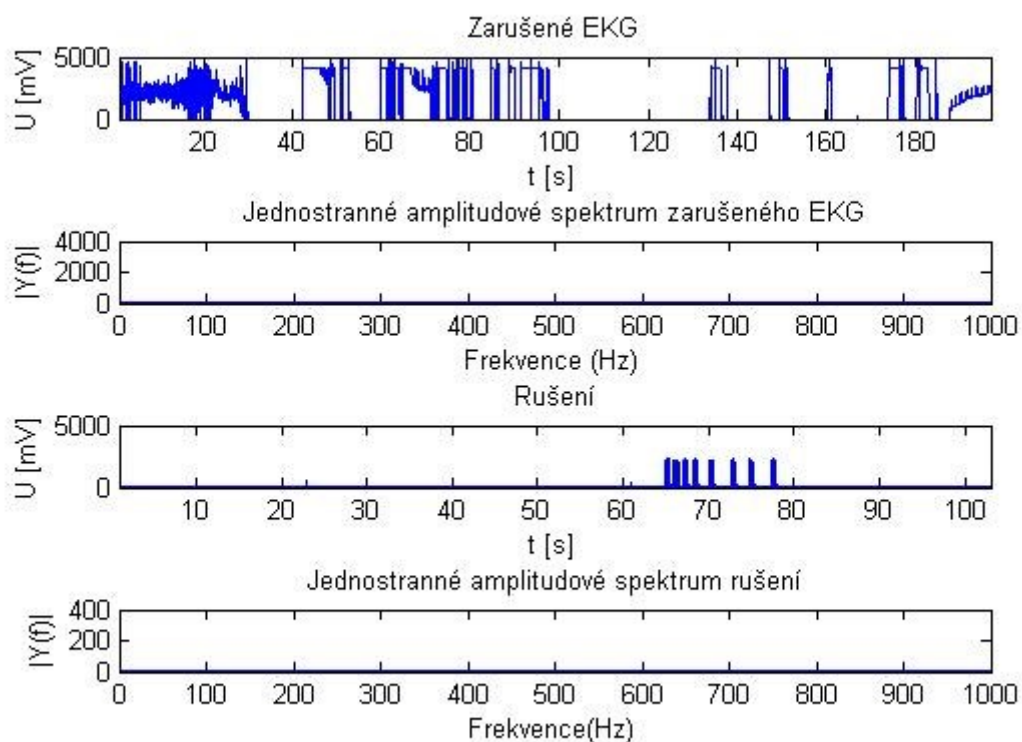 Zarušené EKG
U [mV]
5000
0
20 40 60 80 100 120 140 160 180
t [s]
Jednostranné amplitudové spektrum zarušeného EKG
|Y(f)|
4000
2000
0
0 100 200 300 400 500 600 700 800 900 1000
Frekvence (Hz)
Rušení
U [mV]
5000
0
10 20 30 40 50 60 70 80 90 100
t [s]
Jednostranné amplitudové spektrum rušení
|Y(f)|
400
200
0
0 100 200 300 400 500 600 700 800 900 1000
Frekvence(Hz)